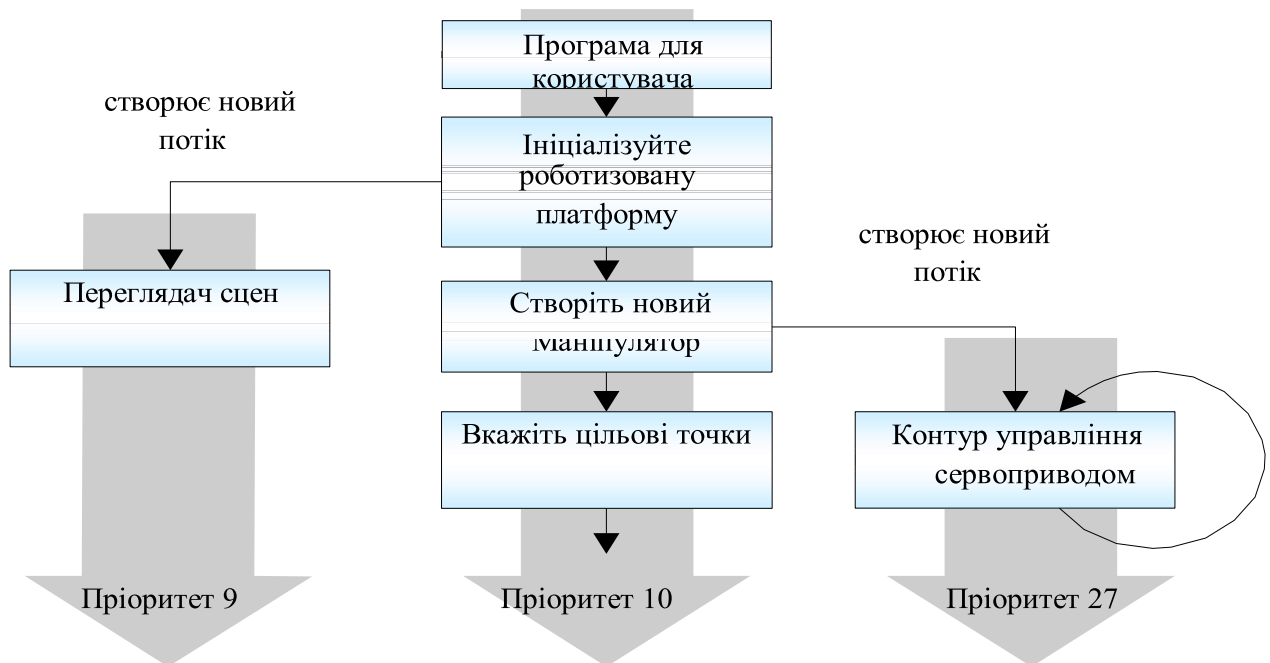 Програма для
користувача
створює новий
потік
Ініціалізуйте
роботизовану
платформу
створює новий
потік
Переглядач сцен
Створіть новий
Маніпулятор
Вкажіть цільові точки
Контур управління
сервоприводом
Пріоритет 9
Пріоритет 10
Пріоритет 27